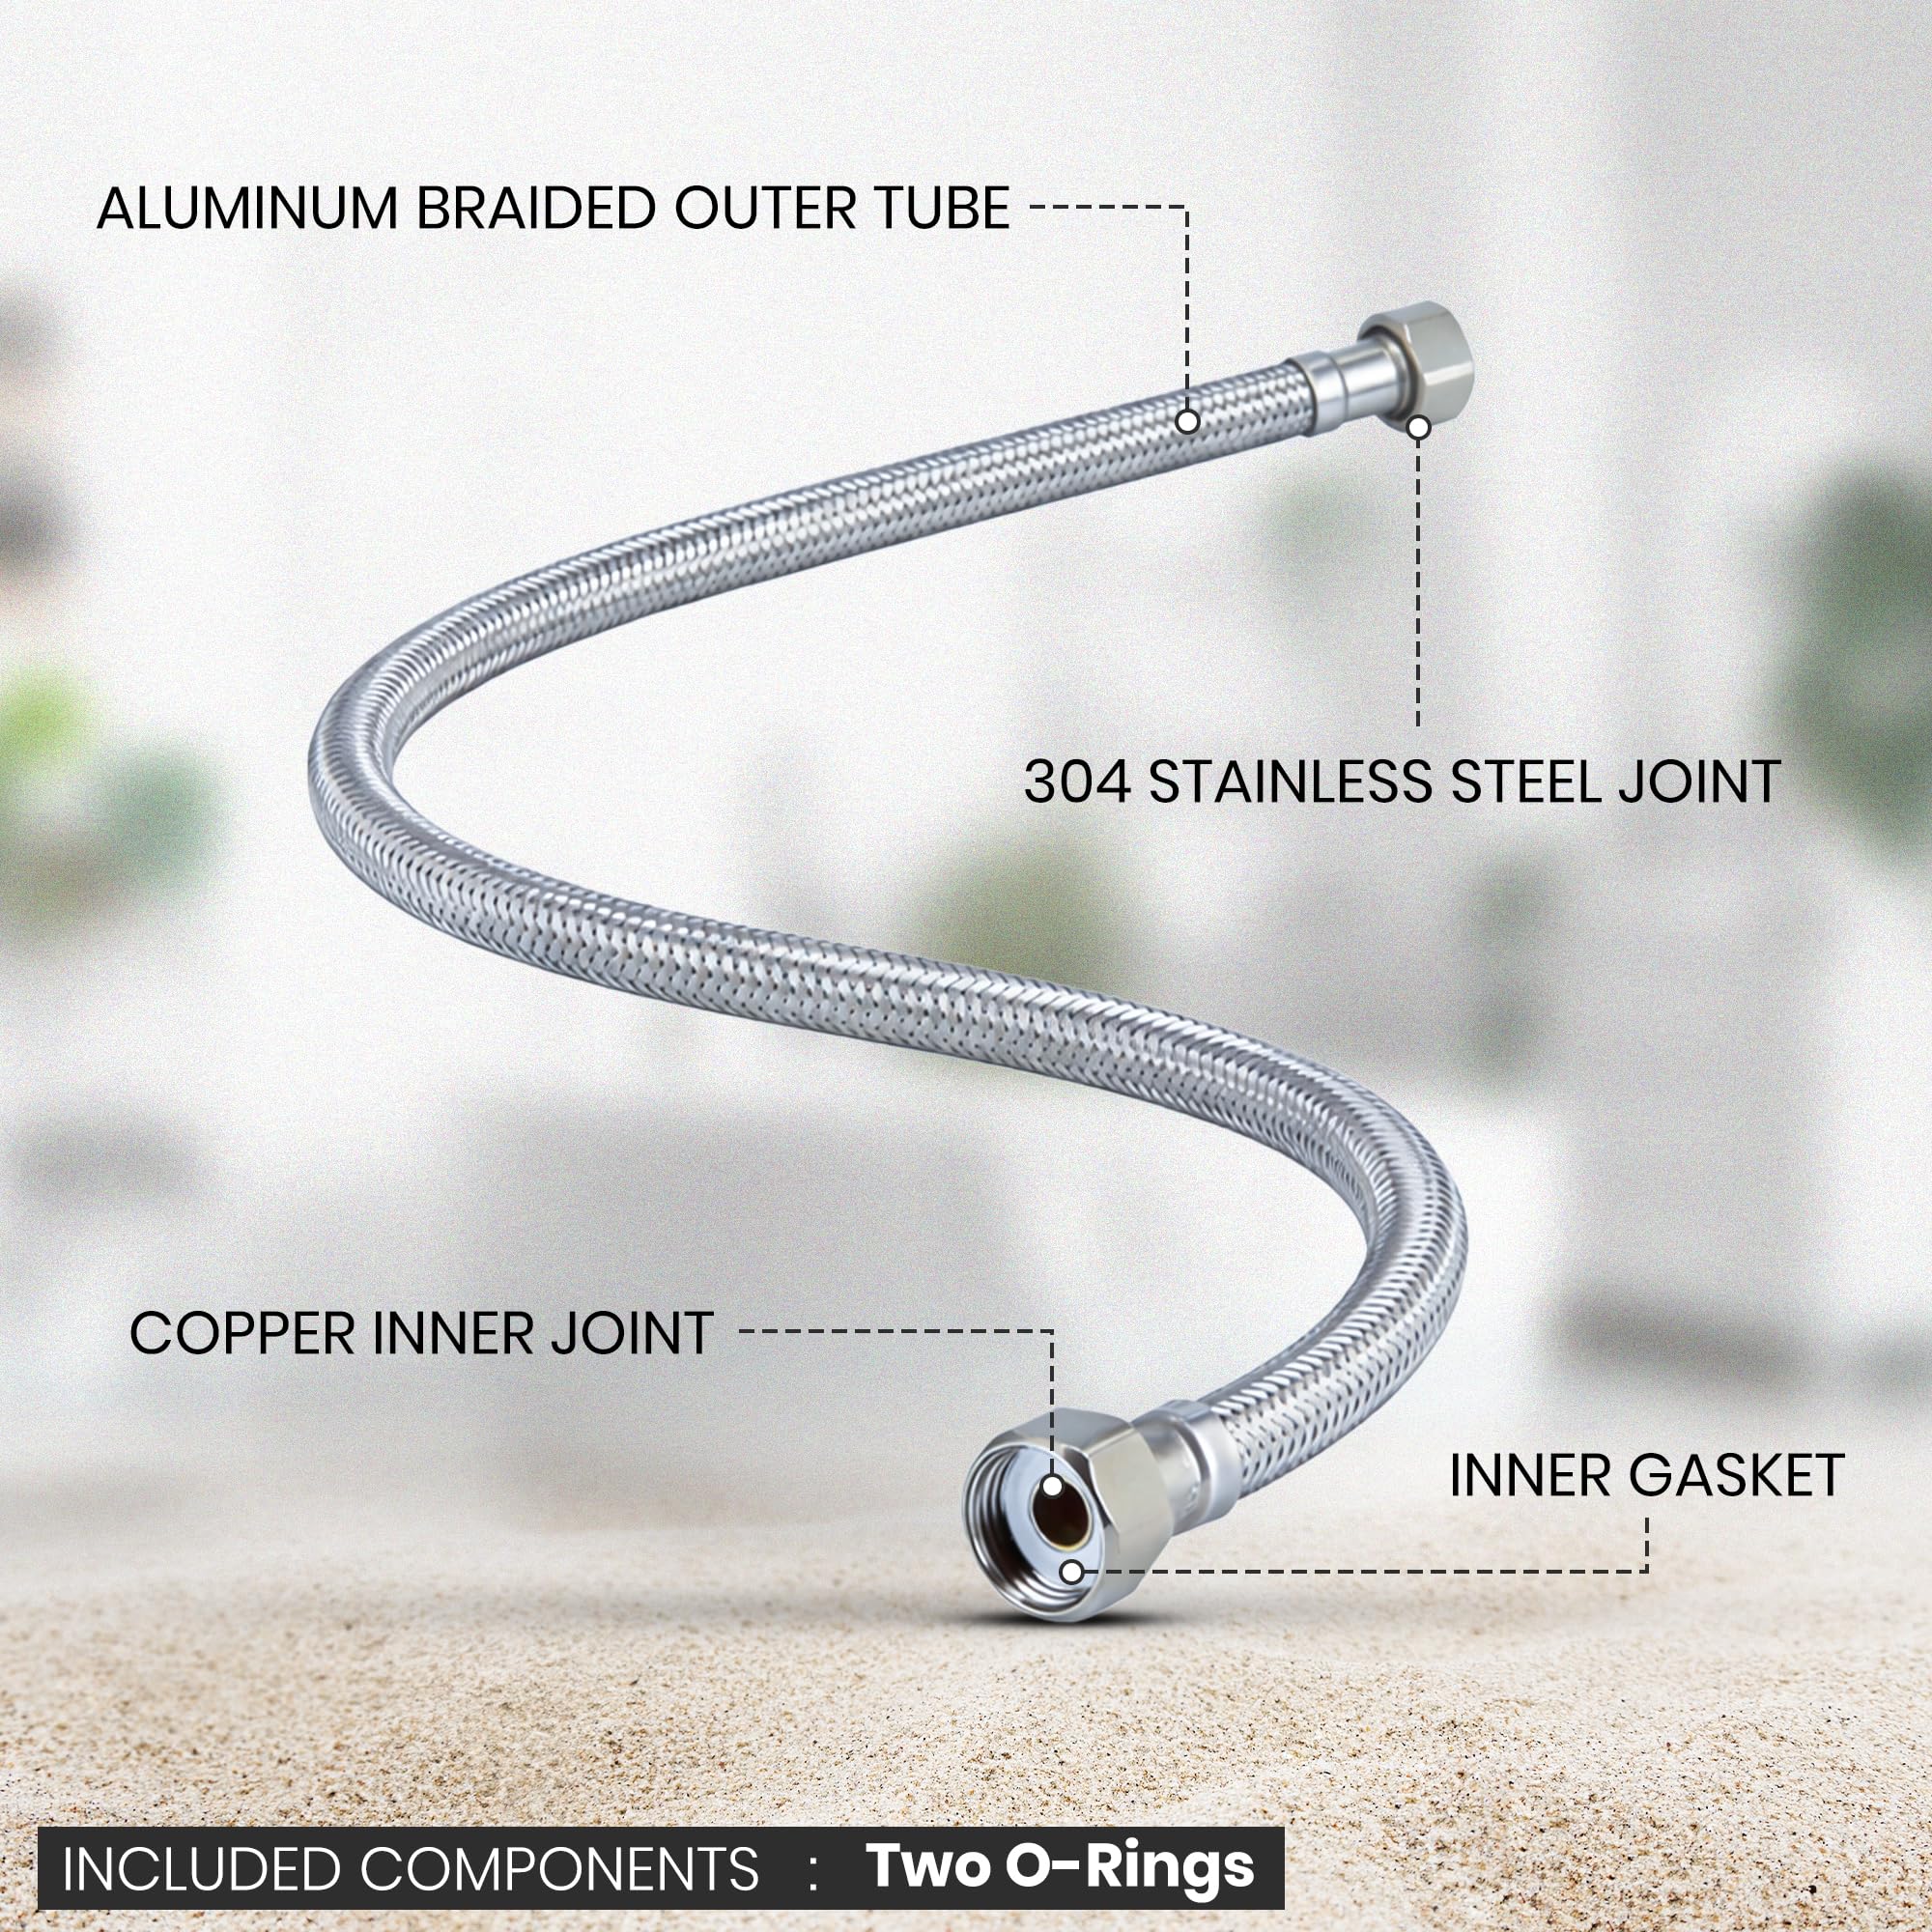 ALUMINUM BRAIDED OUTER TUBE
304 STAINLESS STEEL JOINT
COPPER INNER JOINT
INNER GASKET
INCLUDED COMPONENTS : Two O-Rings